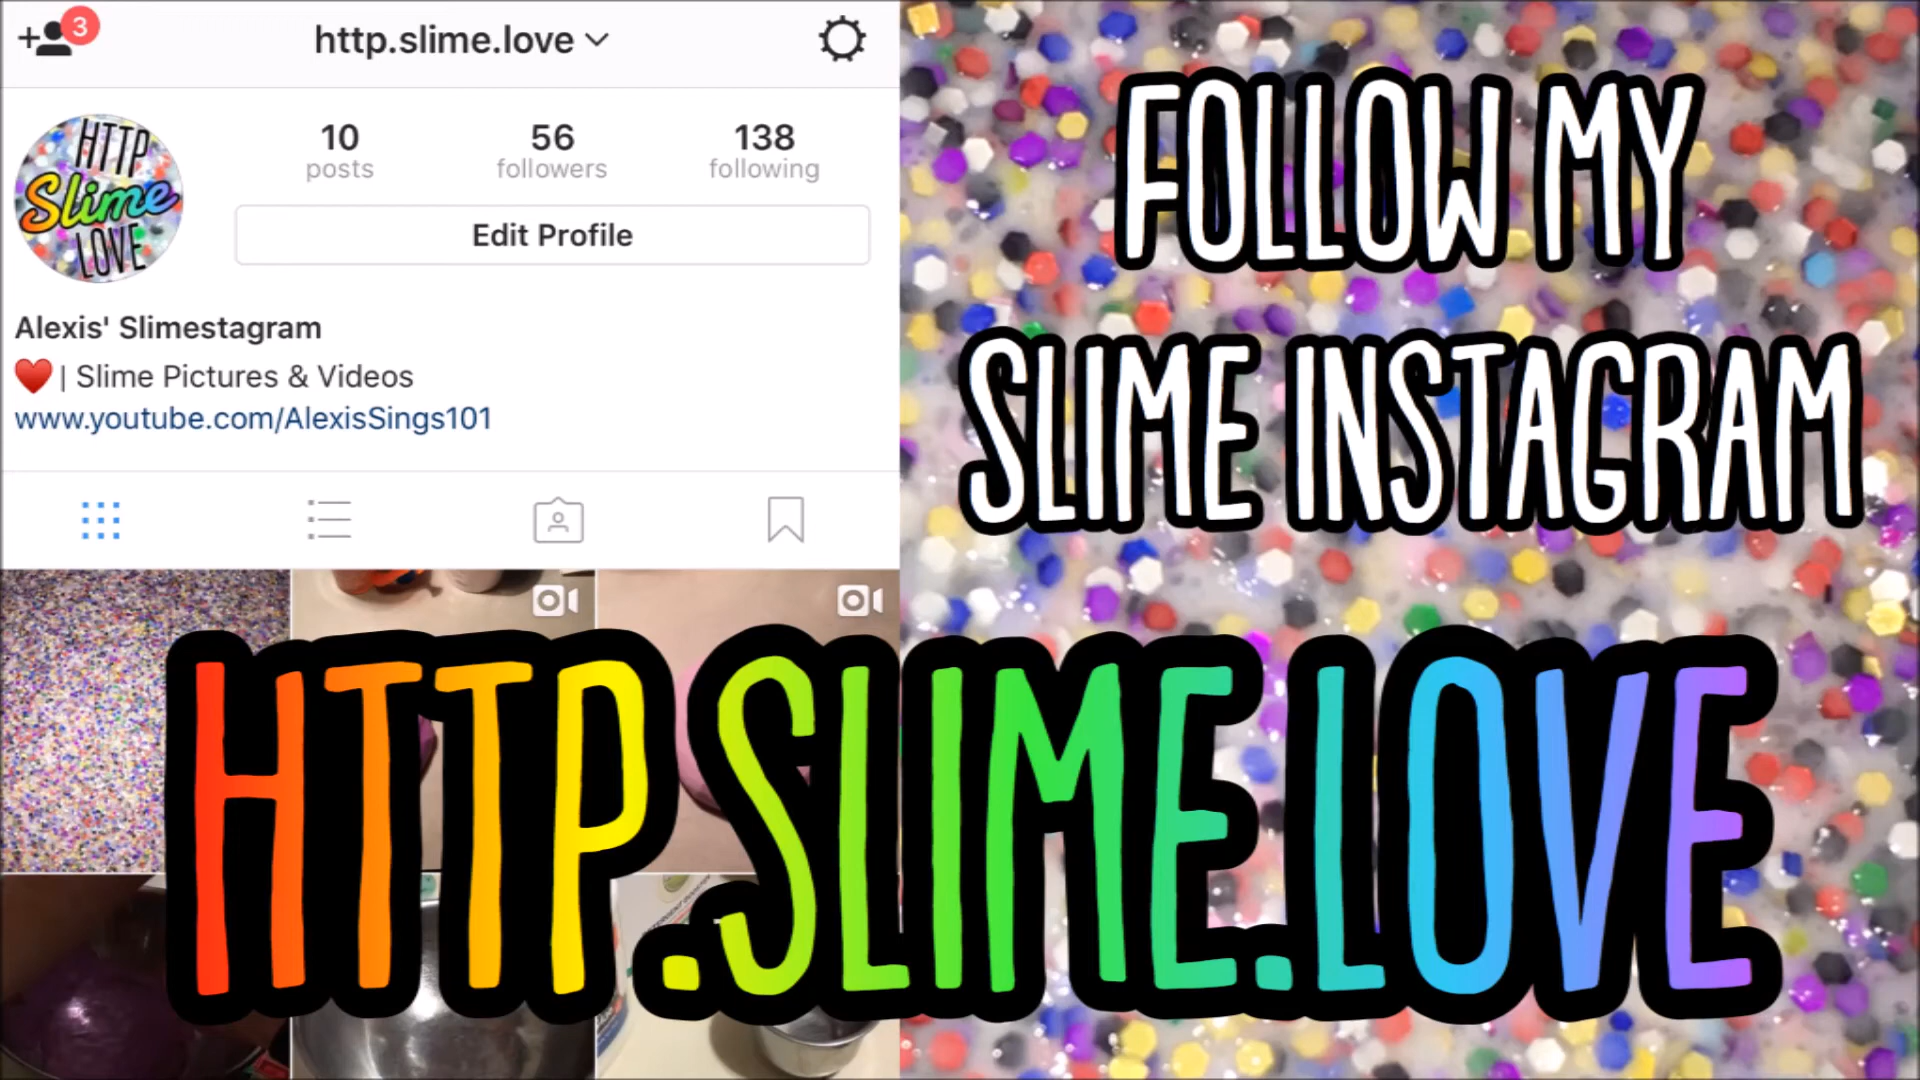 3
http.slime.love
HTTP
Slime
LOVE
10
posts
56
followers
138
following
Edit Profile
Alexis' Slimestagram
❤️ | Slime Pictures & Videos
www.youtube.com/AlexisSings101
FOLLOW MY
SLIME INSTAGRAM
HTTP.SLIME.LOVE